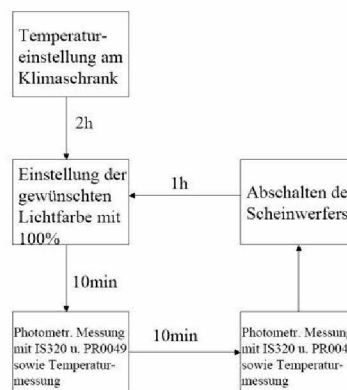 Temperatur-
einstellung am
Klimaschrank
2h
Einstellung der
gewünschten
Lichtfarbe mit
100%
1h
Abschalten de
Scheinwerfers
10min
Photometr. Messung
mit IS320 u. PR0049
sowie Temperatur-
messung
10min
Photometr. Messung
mit IS320 u. PR004
sowie Temperatur-
messung